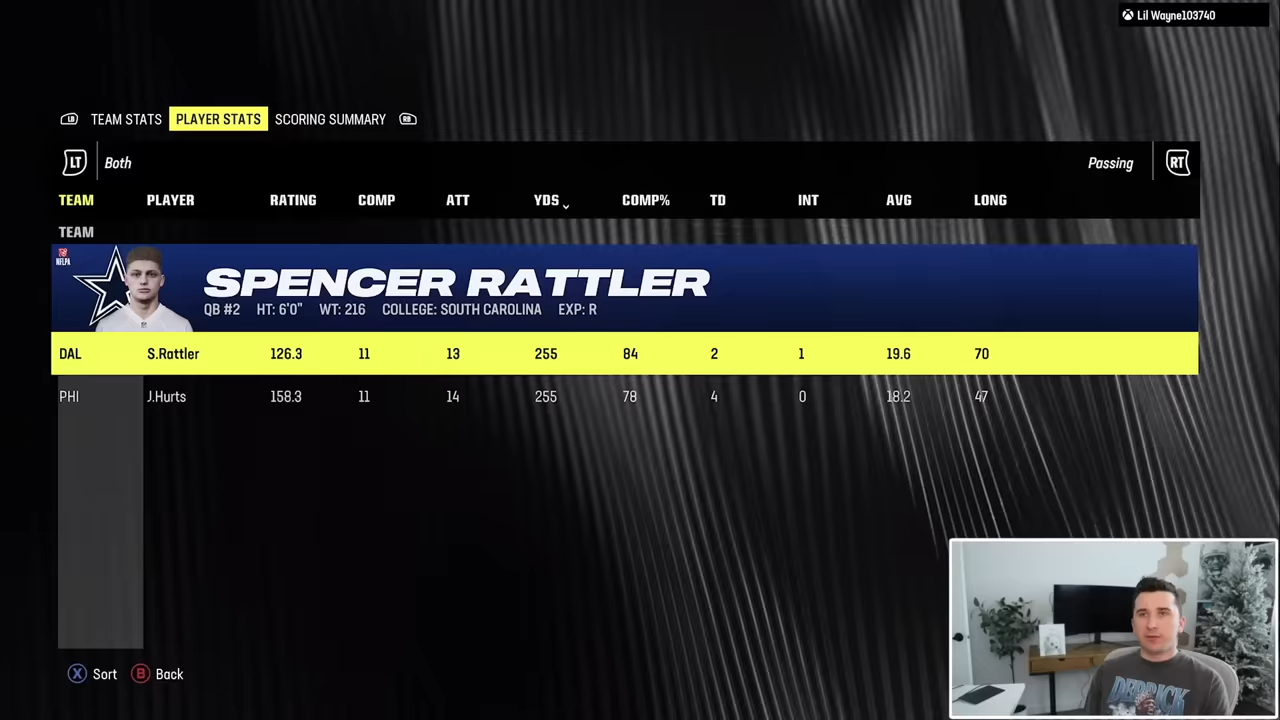 Lil Wayne103740
LB TEAM STATS PLAYER STATS SCORING SUMMARY RB
LT Both Passing RT
TEAM PLAYER RATING COMP ATT YDS COMP% TD INT AVG LONG
TEAM
NFLPA
SPENCER RATTLER
QB #2 HT: 6'0" WT: 216 COLLEGE: SOUTH CAROLINA EXP: R
DAL S.Rattler 126.3 11 13 255 84 2 1 19.6 70
PHI J.Hurts 158.3 11 14 255 78 4 0 18.2 47
X Sort B Back
DERRICK